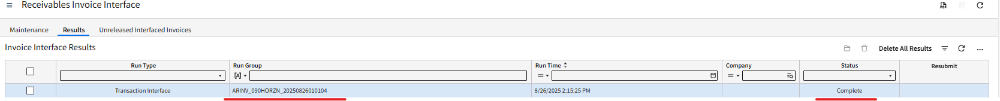 Receivables Invoice Interface
PDF
Maintenance Results Unreleased Interfaced Invoices
Invoice Interface Results
Delete All Results
Run Type Run Group Run Time Company Status Resubmit
[A] = =
Transaction Interface ARINV_090HORZN_20250826010104 8/26/2025 2:15:25 PM Complete